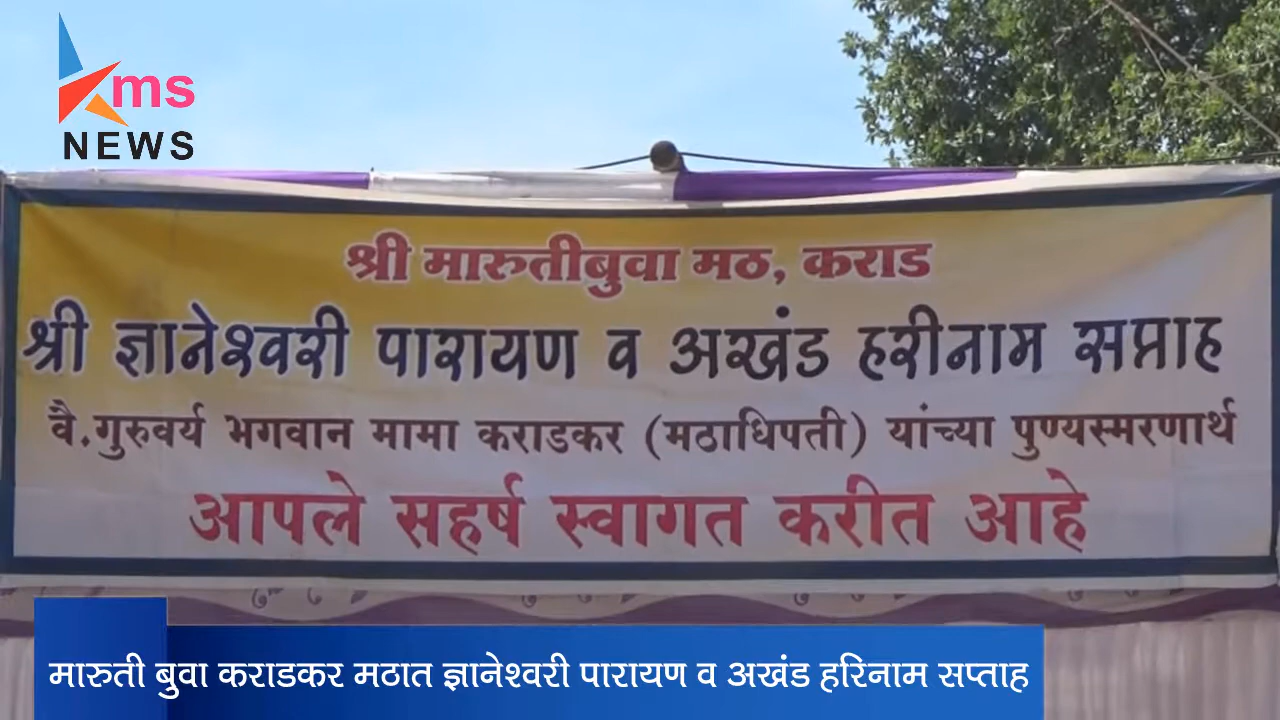 ms
NEWS
श्री मारुतीबुवा मठ, कराड
श्री ज्ञानेश्वरी पारायण व अखंड हरीनाम सप्ताह
वै.गुरुवर्य भगवान मामा कराडकर (मठाधिपती) यांच्या पुण्यस्मरणार्थ
आपले सहर्ष स्वागत करीत आहे
मारुती बुवा कराडकर मठात ज्ञानेश्वरी पारायण व अखंड हरिनाम सप्ताह